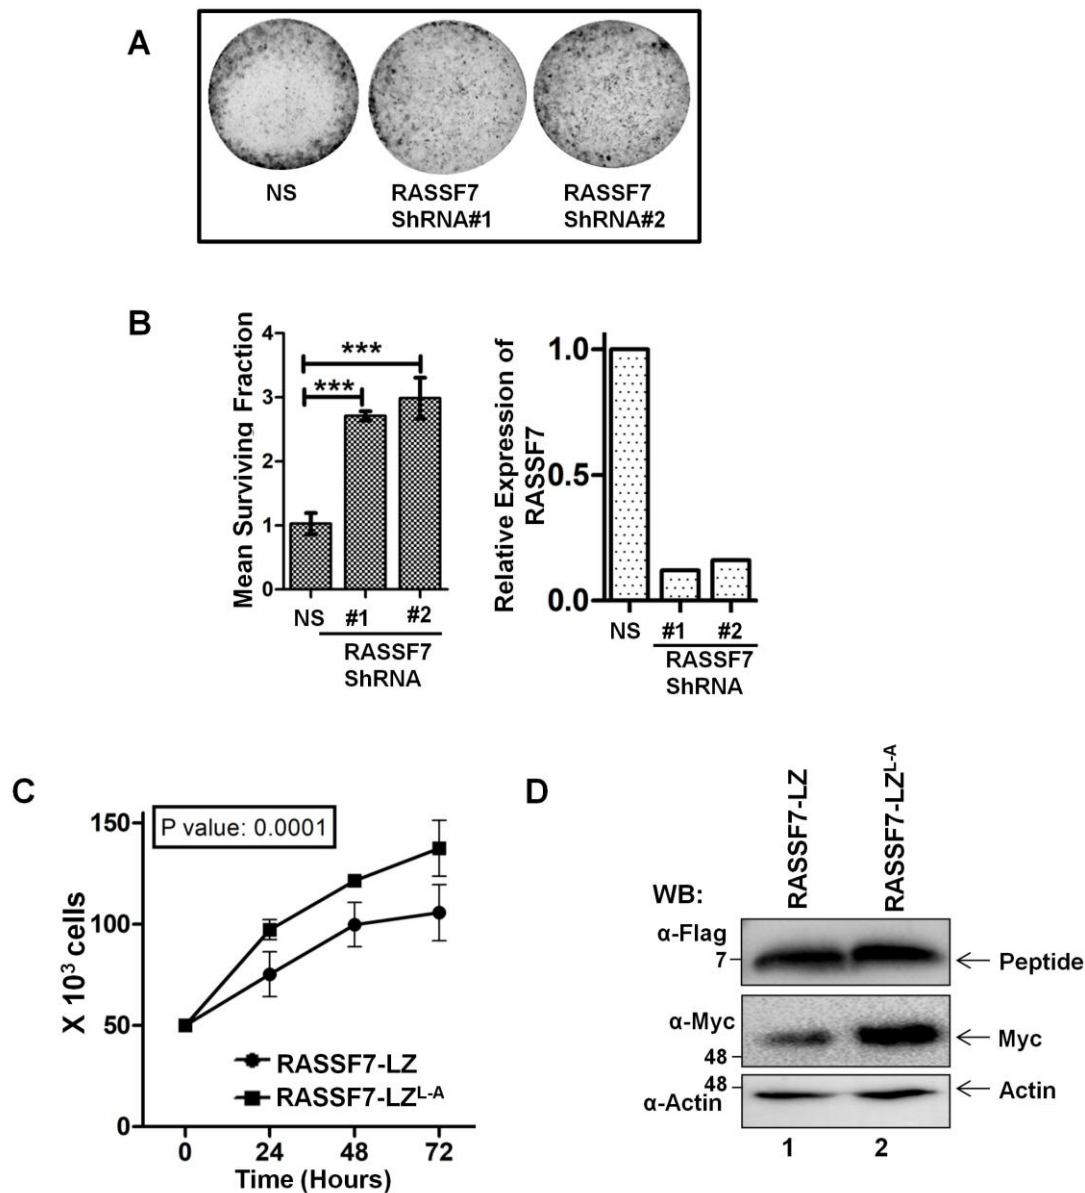 A
NS
RASSF7
ShRNA#1
RASSF7
ShRNA#2
B
Mean Surviving Fraction
4
3
2
1
0
***
***
NS
#1
#2
RASSF7
ShRNA
Relative Expression of
RASSF7
1.0
0.5
0.0
NS
#1
#2
RASSF7
ShRNA
C
P value: 0.0001
X 10³ cells
150
100
50
0
RASSF7-LZ
RASSF7-LZᴸ⁻ᴬ
0
24
48
72
Time (Hours)
D
RASSF7-LZ
RASSF7-LZᴸ⁻ᴬ
WB:
α-Flag
7
Peptide
α-Myc
48
Myc
48
α-Actin
Actin
1
2